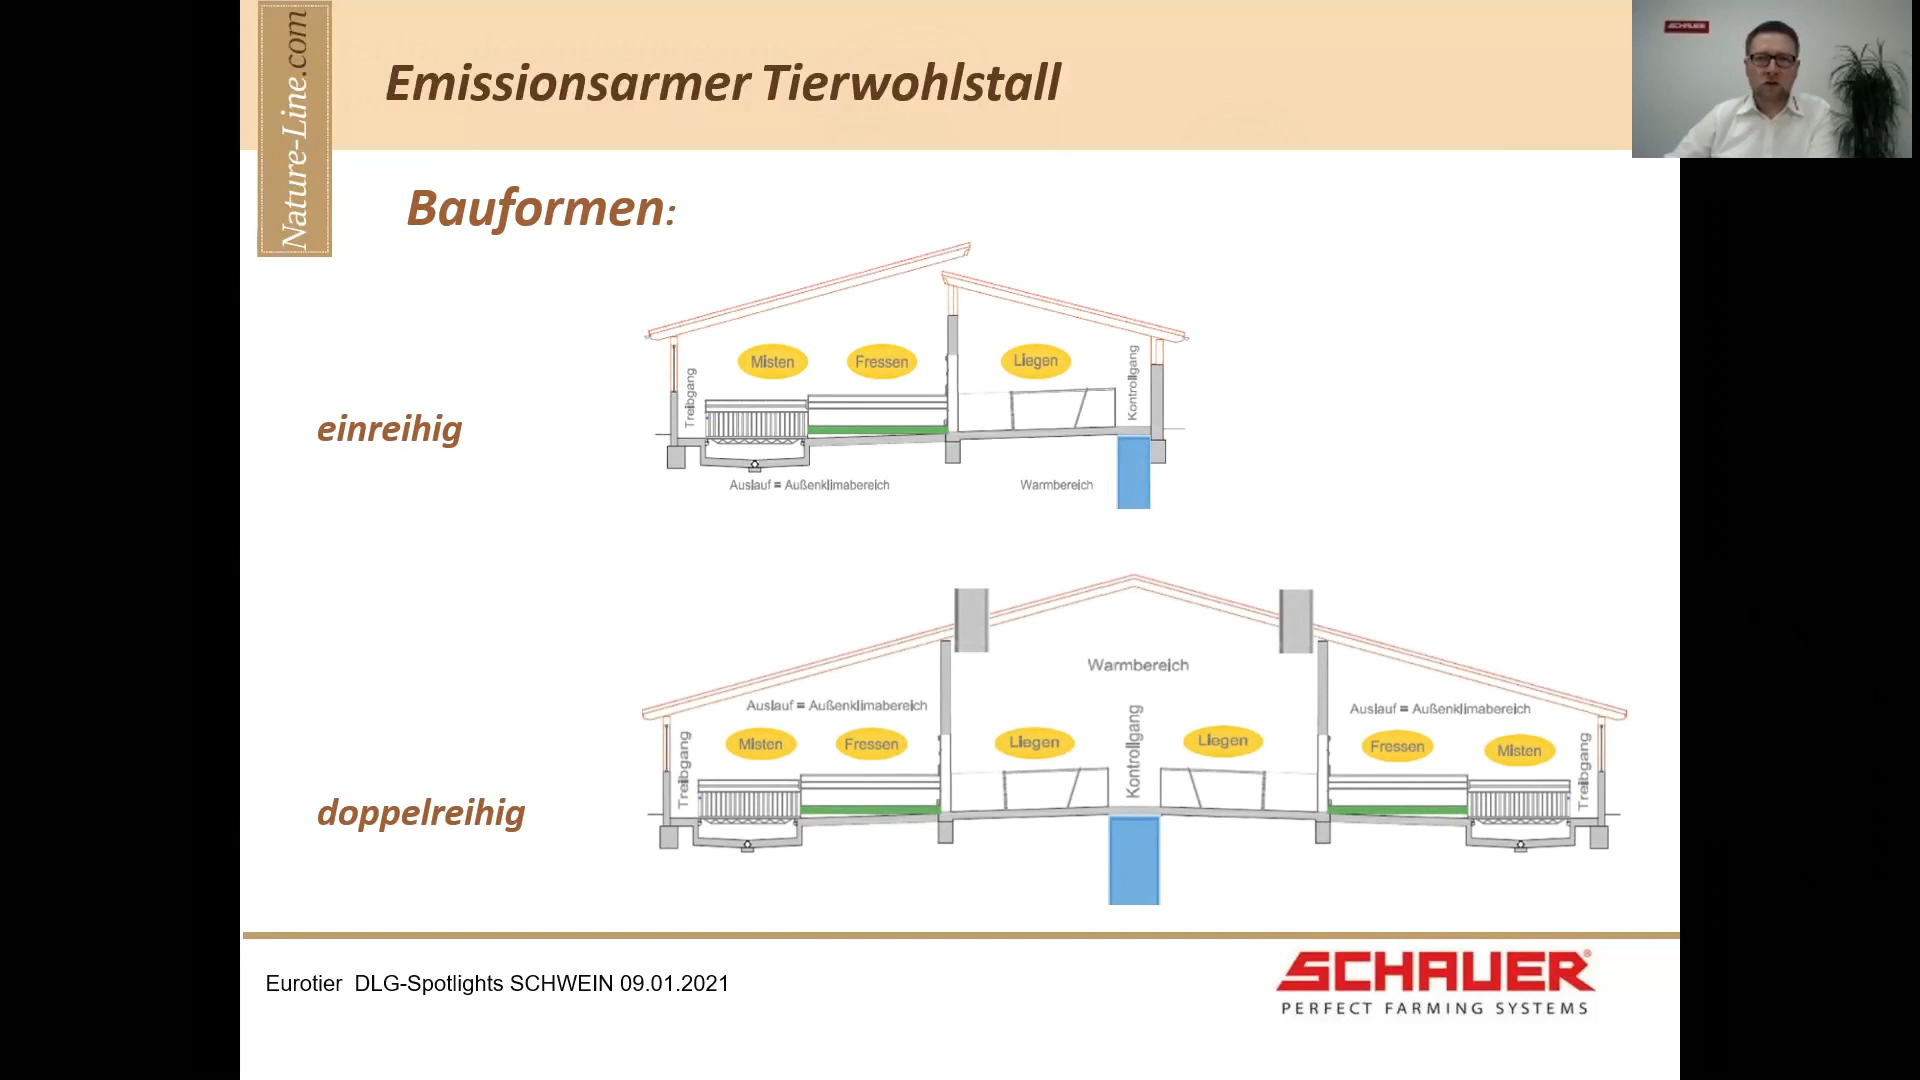 Nature-Line.com
Emissionsarmer Tierwohlstall
SCHAUER
Bauformen:
einreihig
Treibgang
Misten
Fressen
Liegen
Kontrollgang
Auslauf = Außenklimabereich
Warmbereich
doppelreihig
Warmbereich
Auslauf = Außenklimabereich
Auslauf = Außenklimabereich
Treibgang
Misten
Fressen
Liegen
Kontrollgang
Liegen
Fressen
Misten
Treibgang
Eurotier DLG-Spotlights SCHWEIN 09.01.2021
SCHAUER®
PERFECT FARMING SYSTEMS